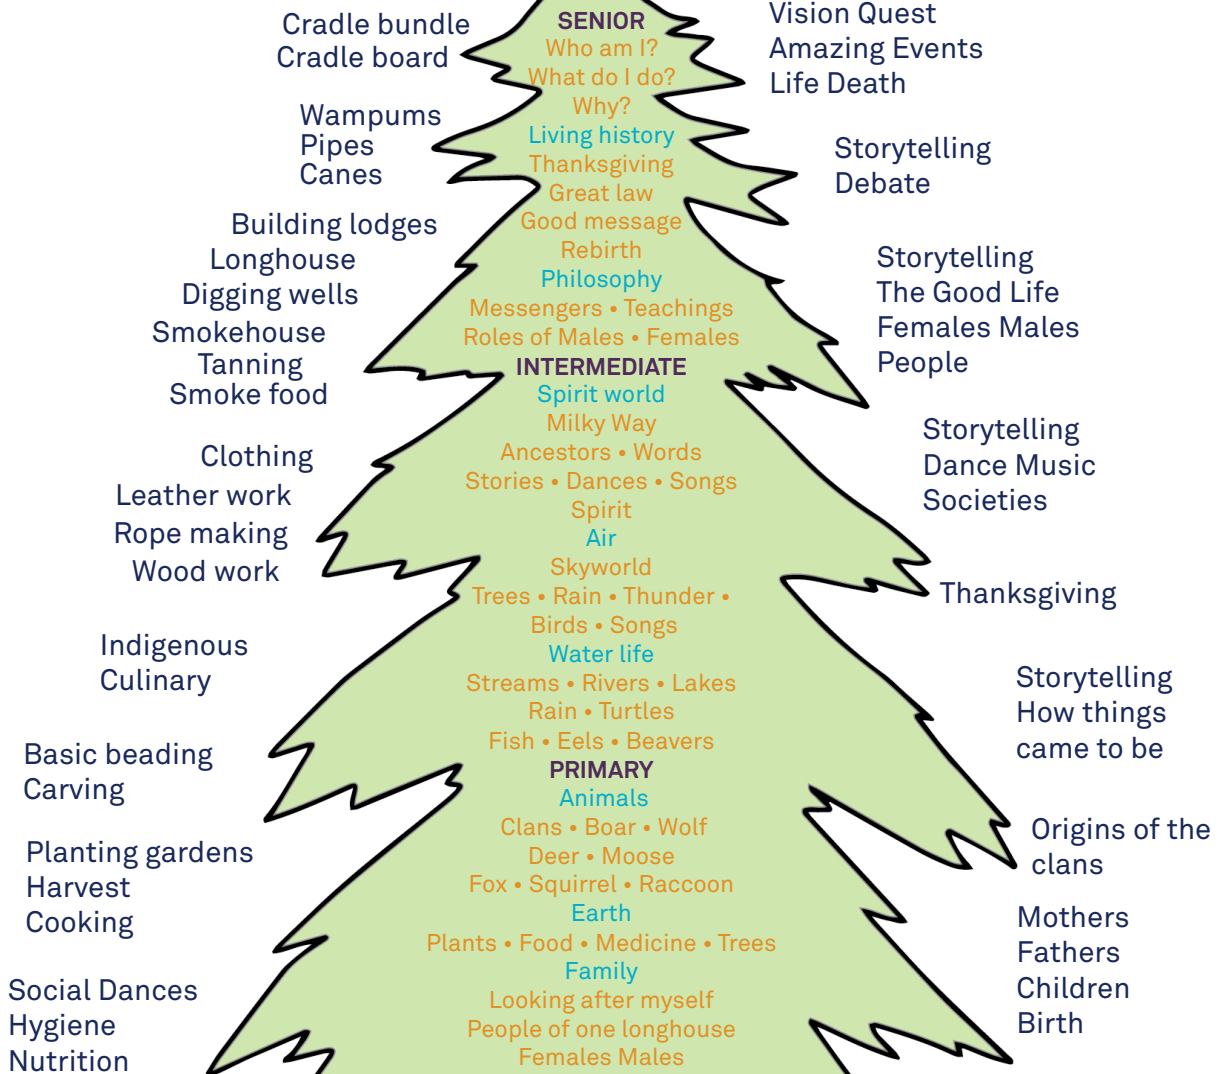 Cradle bundle
Cradle board
Wampums
Pipes
Canes
Building lodges
Longhouse
Digging wells
Smokehouse
Tanning
Smoke food
Clothing
Leather work
Rope making
Wood work
Indigenous
Culinary
Basic beading
Carving
Planting gardens
Harvest
Cooking
Social Dances
Hygiene
Nutrition
SENIOR
Who am I?
What do I do?
Why?
Living history
Thanksgiving
Great law
Good message
Rebirth
Philosophy
Messengers • Teachings
Roles of Males • Females
INTERMEDIATE
Spirit world
Milky Way
Ancestors • Words
Stories • Dances • Songs
Spirit
Air
Skyworld
Trees • Rain • Thunder •
Birds • Songs
Water life
Streams • Rivers • Lakes
Rain • Turtles
Fish • Eels • Beavers
PRIMARY
Animals
Clans • Boar • Wolf
Deer • Moose
Fox • Squirrel • Raccoon
Earth
Plants • Food • Medicine • Trees
Family
Looking after myself
People of one longhouse
Females Males
Vision Quest
Amazing Events
Life Death
Storytelling
Debate
Storytelling
The Good Life
Females Males
People
Storytelling
Dance Music
Societies
Thanksgiving
Storytelling
How things
came to be
Origins of the
clans
Mothers
Fathers
Children
Birth